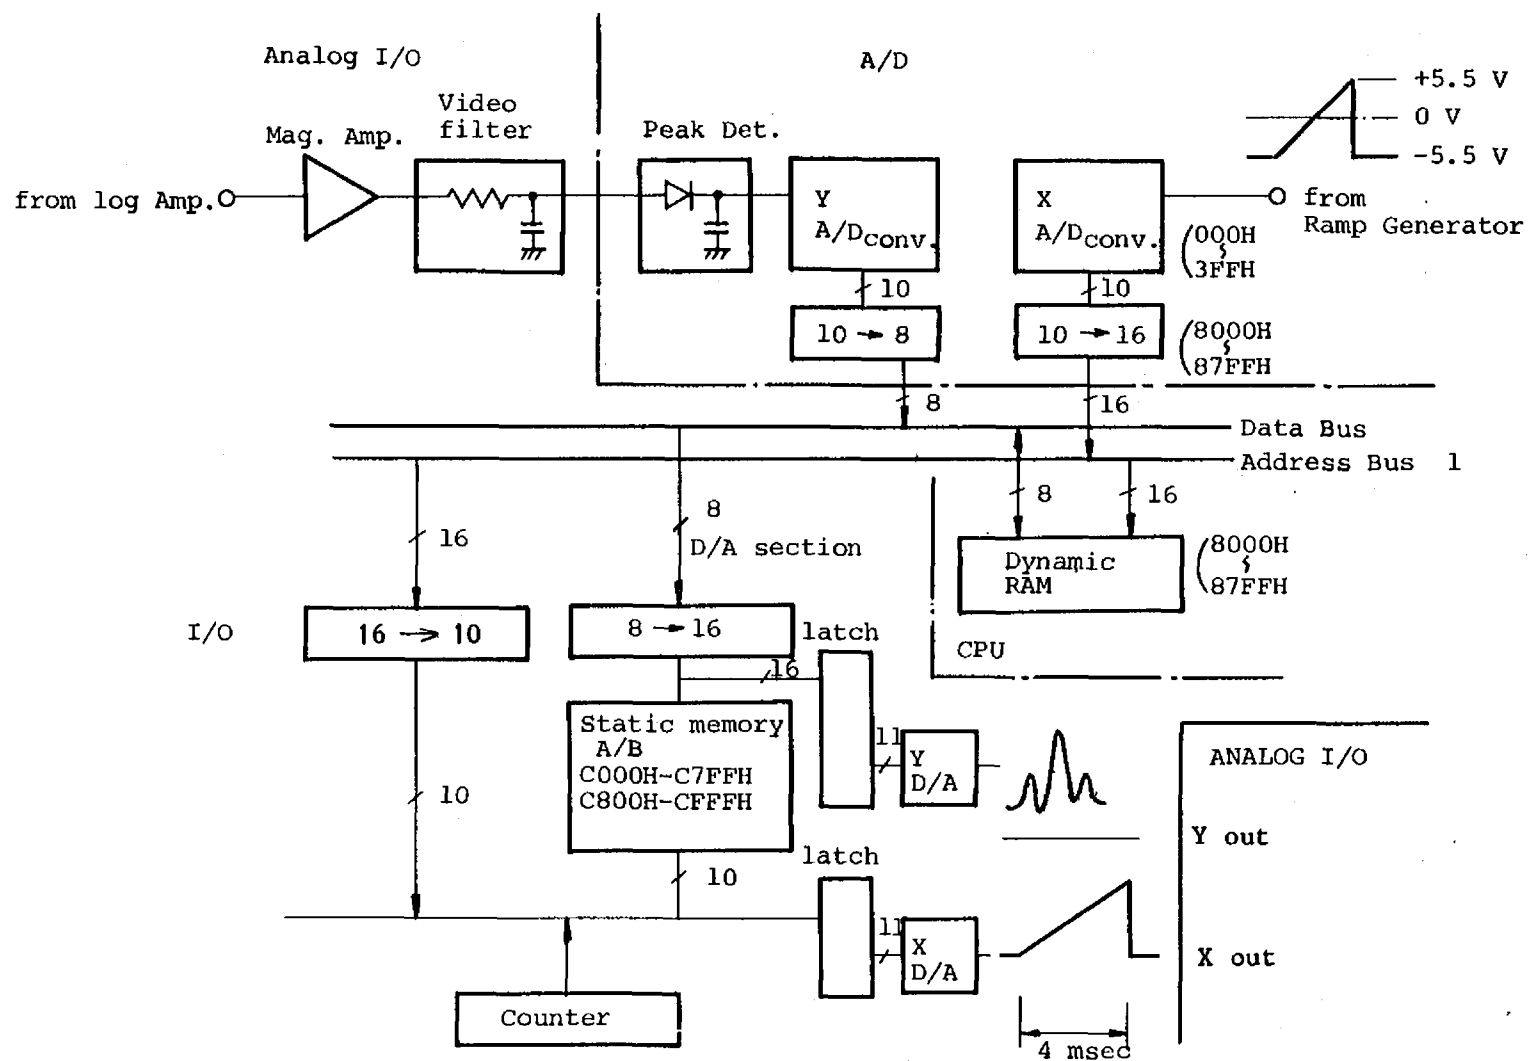 Analog I/O
A/D
+5.5 V
0 V
-5.5 V
Video
filter
Mag. Amp.
Peak Det.
from log Amp.
Y
A/Dconv.
X
A/Dconv.
from
Ramp Generator
(000H
3FFH
10
10
10 → 8
10 → 16
(8000H
87FFH
8
16
Data Bus
Address Bus 1
16
8
D/A section
8
16
Dynamic
RAM
(8000H
87FFH
CPU
I/O
16 → 10
8 → 16
latch
16
Static memory
A/B
C000H-C7FFH
C800H-CFFFH
11
Y
D/A
ANALOG I/O
Y out
10
10
latch
11
X
D/A
X out
Counter
4 msec